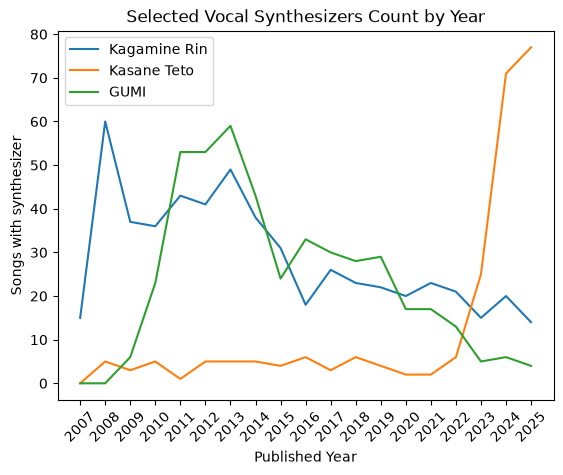 Selected Vocal Synthesizers Count by Year
Kagamine Rin
Kasane Teto
GUMI
Songs with synthesizer
80
70
60
50
40
30
20
10
0
2007 2008 2009 2010 2011 2012 2013 2014 2015 2016 2017 2018 2019 2020 2021 2022 2023 2024 2025
Published Year